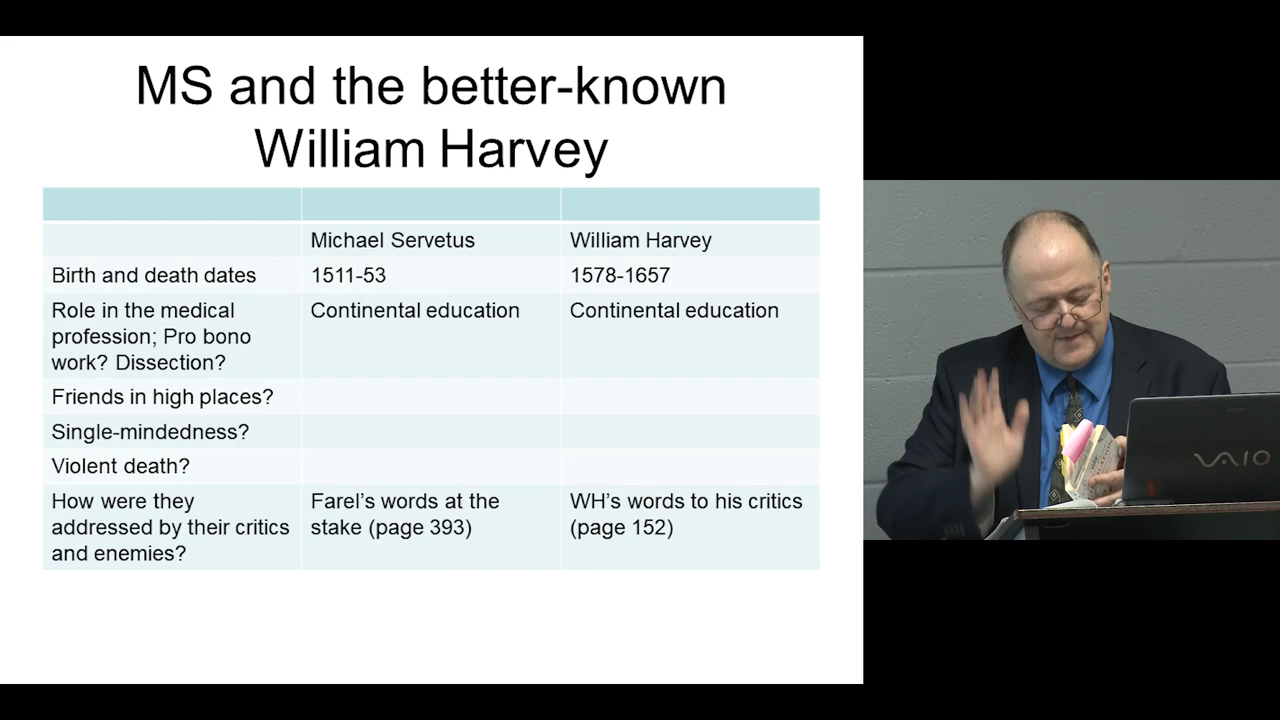 MS and the better-known
William Harvey
Michael Servetus
William Harvey
Birth and death dates
1511-53
1578-1657
Role in the medical
profession; Pro bono
work? Dissection?
Continental education
Continental education
Friends in high places?
Single-mindedness?
Violent death?
How were they
addressed by their critics
and enemies?
Farel's words at the
stake (page 393)
WH's words to his critics
(page 152)
VAIO